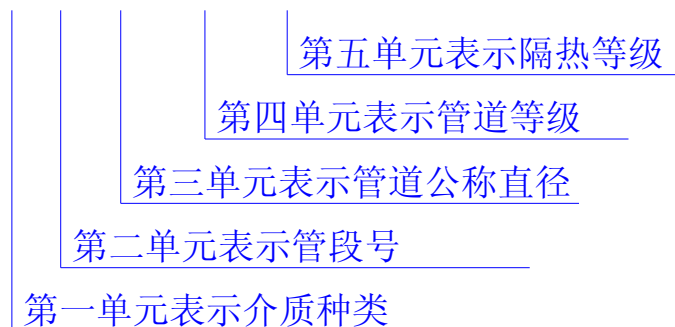 第五单元表示隔热等级
第四单元表示管道等级
第三单元表示管道公称直径
第二单元表示管段号
第一单元表示介质种类